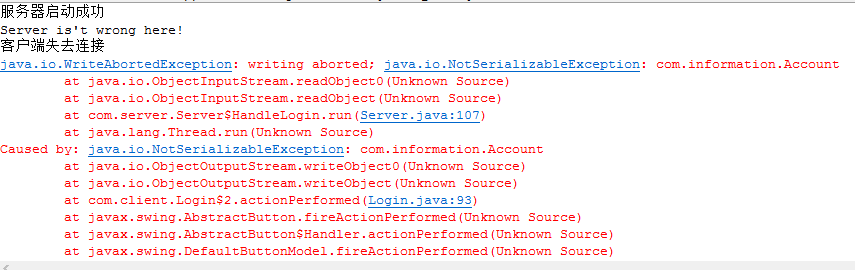 服务器启动成功
Server is't wrong here!
客户端失去连接
java.io.WriteAbortedException: writing aborted; java.io.NotSerializableException: com.information.Account
at java.io.ObjectInputStream.readObject0(Unknown Source)
at java.io.ObjectInputStream.readObject(Unknown Source)
at com.server.Server$HandleLogin.run(Server.java:107)
at java.lang.Thread.run(Unknown Source)
Caused by: java.io.NotSerializableException: com.information.Account
at java.io.ObjectOutputStream.writeObject0(Unknown Source)
at java.io.ObjectOutputStream.writeObject(Unknown Source)
at com.client.Login$2.actionPerformed(Login.java:93)
at javax.swing.AbstractButton.fireActionPerformed(Unknown Source)
at javax.swing.AbstractButton$Handler.actionPerformed(Unknown Source)
at javax.swing.DefaultButtonModel.fireActionPerformed(Unknown Source)